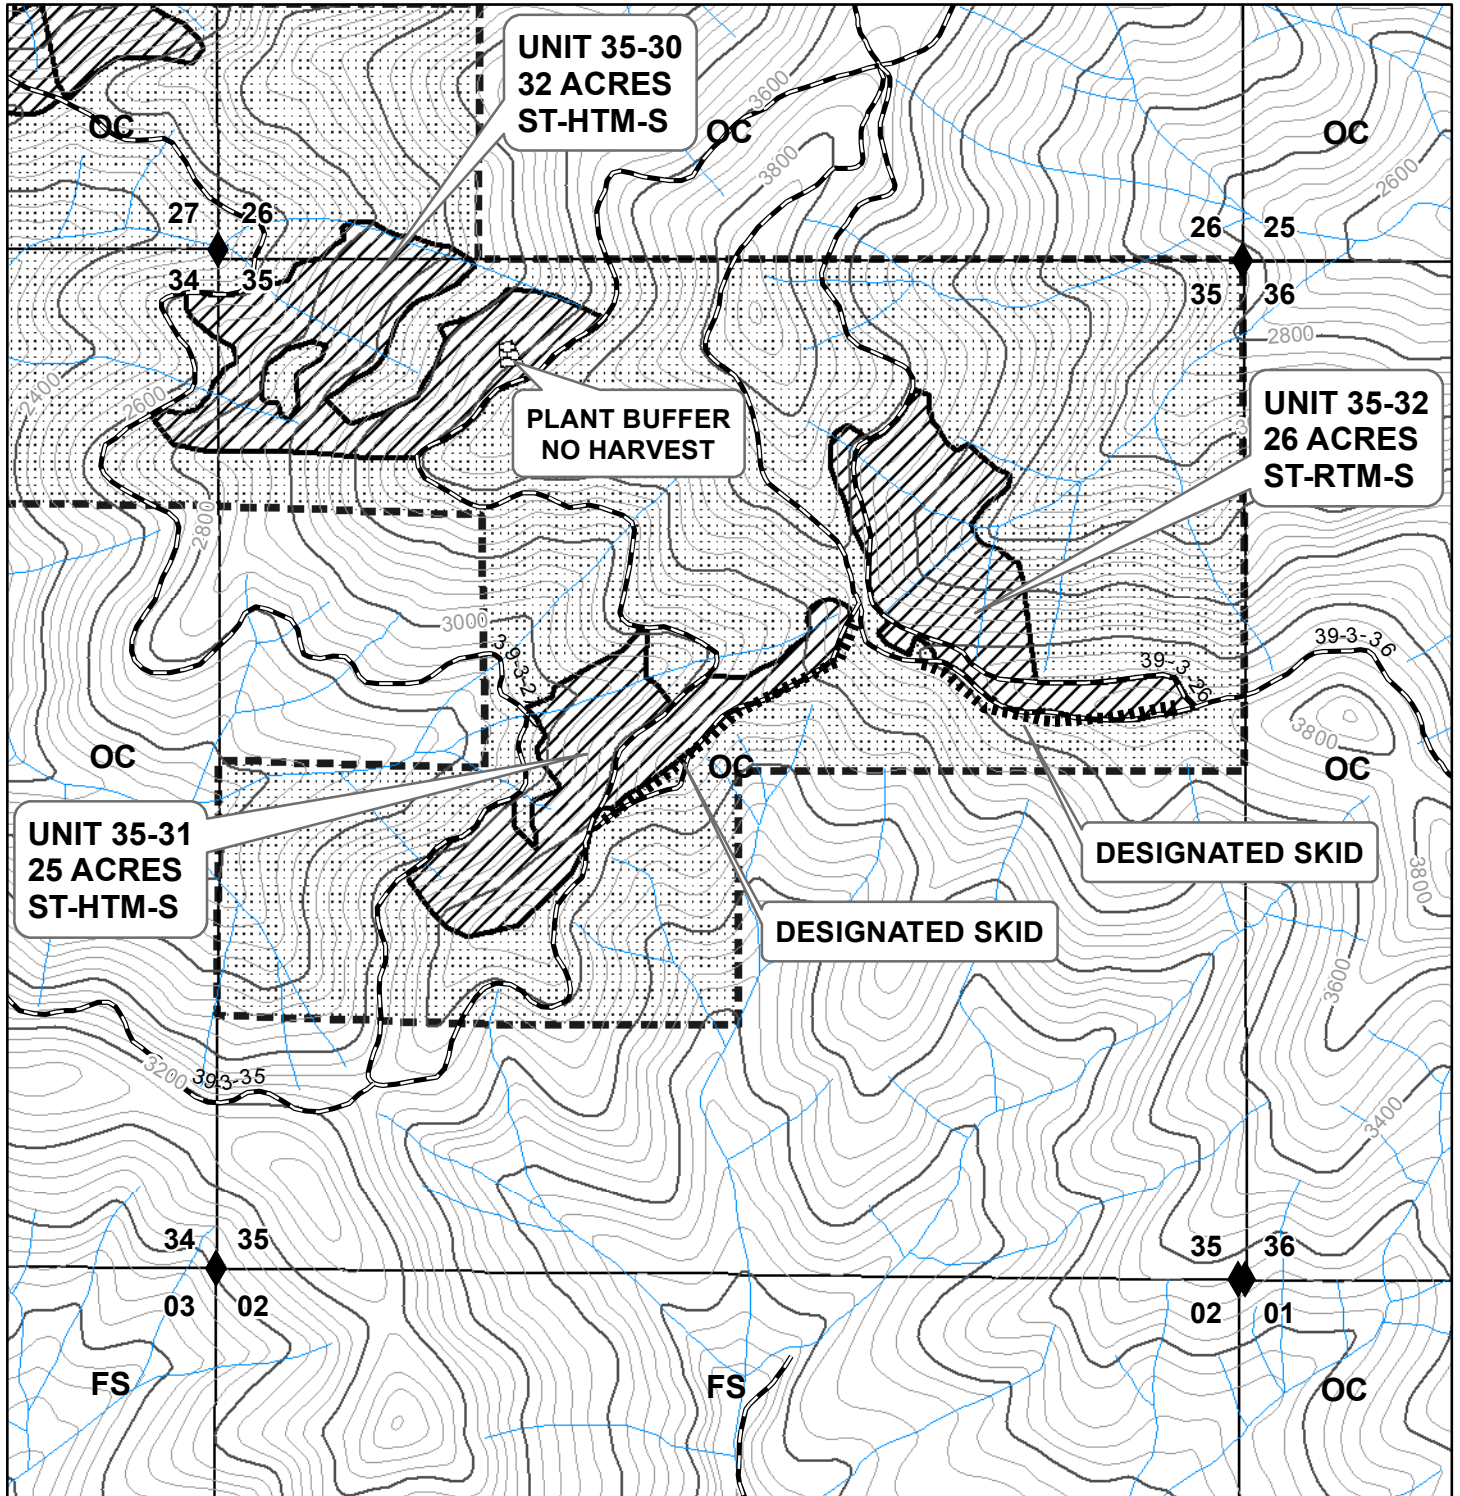 UNIT 35-30
32 ACRES
ST-HTM-S
3600
OC
OC
OC
3800
2600
27
26
26
25
34
35
35
36
2800
2400
2600
PLANT BUFFER
NO HARVEST
UNIT 35-32
26 ACRES
ST-RTM-S
2800
3000
39-3-2
39-3-36
39-3-26
OC
OC
OC
3800
UNIT 35-31
25 ACRES
ST-HTM-S
DESIGNATED SKID
3800
DESIGNATED SKID
3600
3200
39-3-35
3400
34
35
35
36
03
02
02
01
FS
FS
OC